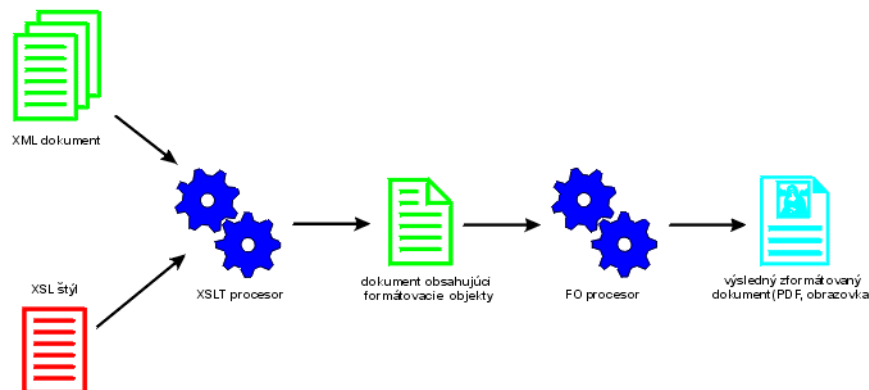 XML dokument
XSL štýl
XSLT procesor
dokument obsahujúci
formátovacie objekty
FO procesor
výsledný zformátovaný
dokument(PDF, obrazovka